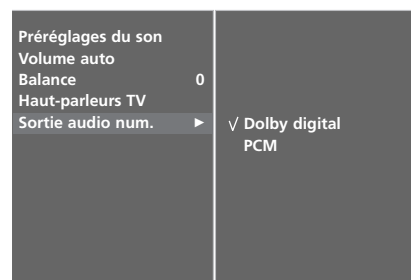 Préréglages du son
Volume auto
Balance 0
Haut-parleurs TV
Sortie audio num. ►
√ Dolby digital
PCM